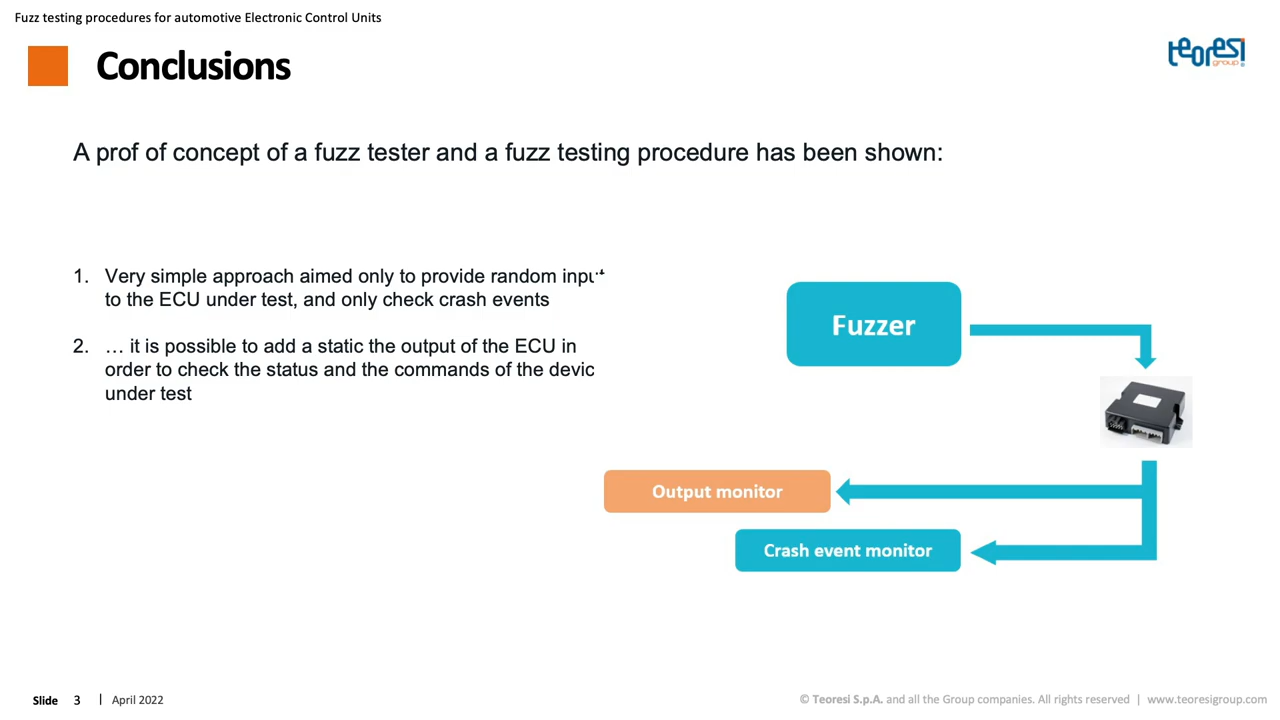 Fuzz testing procedures for automotive Electronic Control Units
Conclusions
teoresi
group
A prof of concept of a fuzz tester and a fuzz testing procedure has been shown:
1. Very simple approach aimed only to provide random input
to the ECU under test, and only check crash events
2. … it is possible to add a static the output of the ECU in
order to check the status and the commands of the devic
under test
Fuzzer
Output monitor
Crash event monitor
Slide 3 | April 2022
© Teoresi S.p.A. and all the Group companies. All rights reserved | www.teoresigroup.com